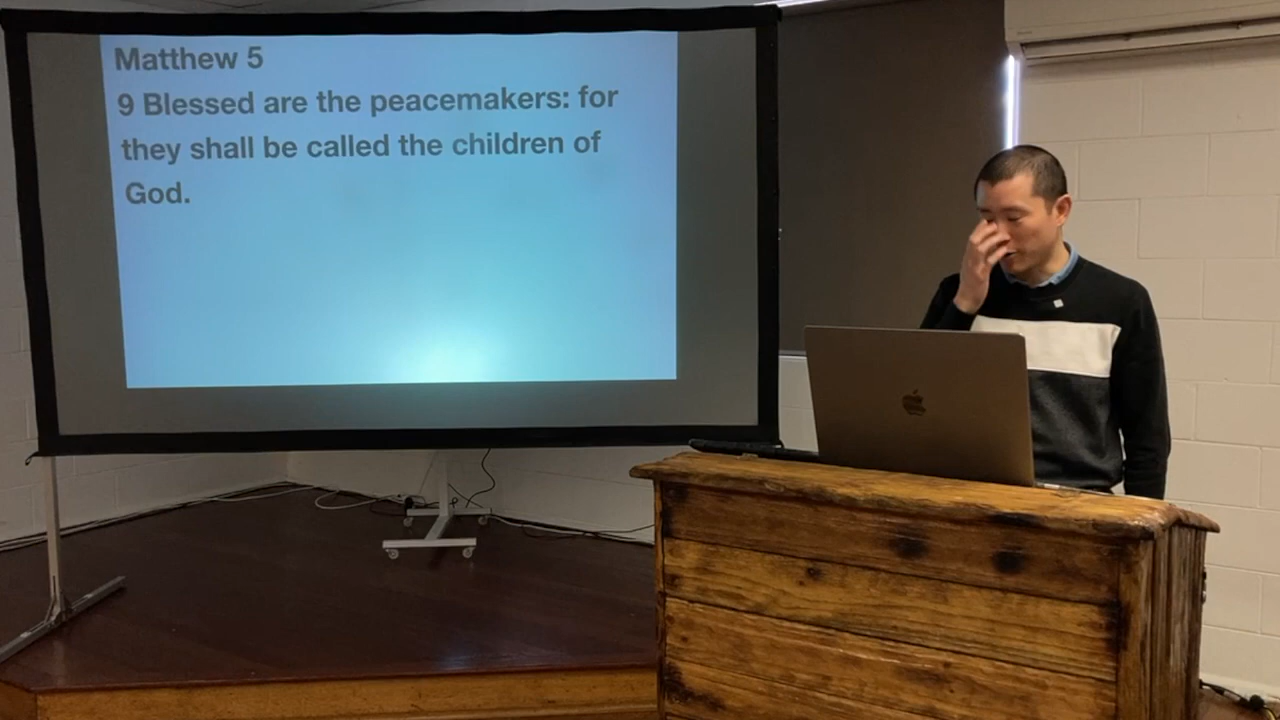 Matthew 5
9 Blessed are the peacemakers: for
they shall be called the children of
God.